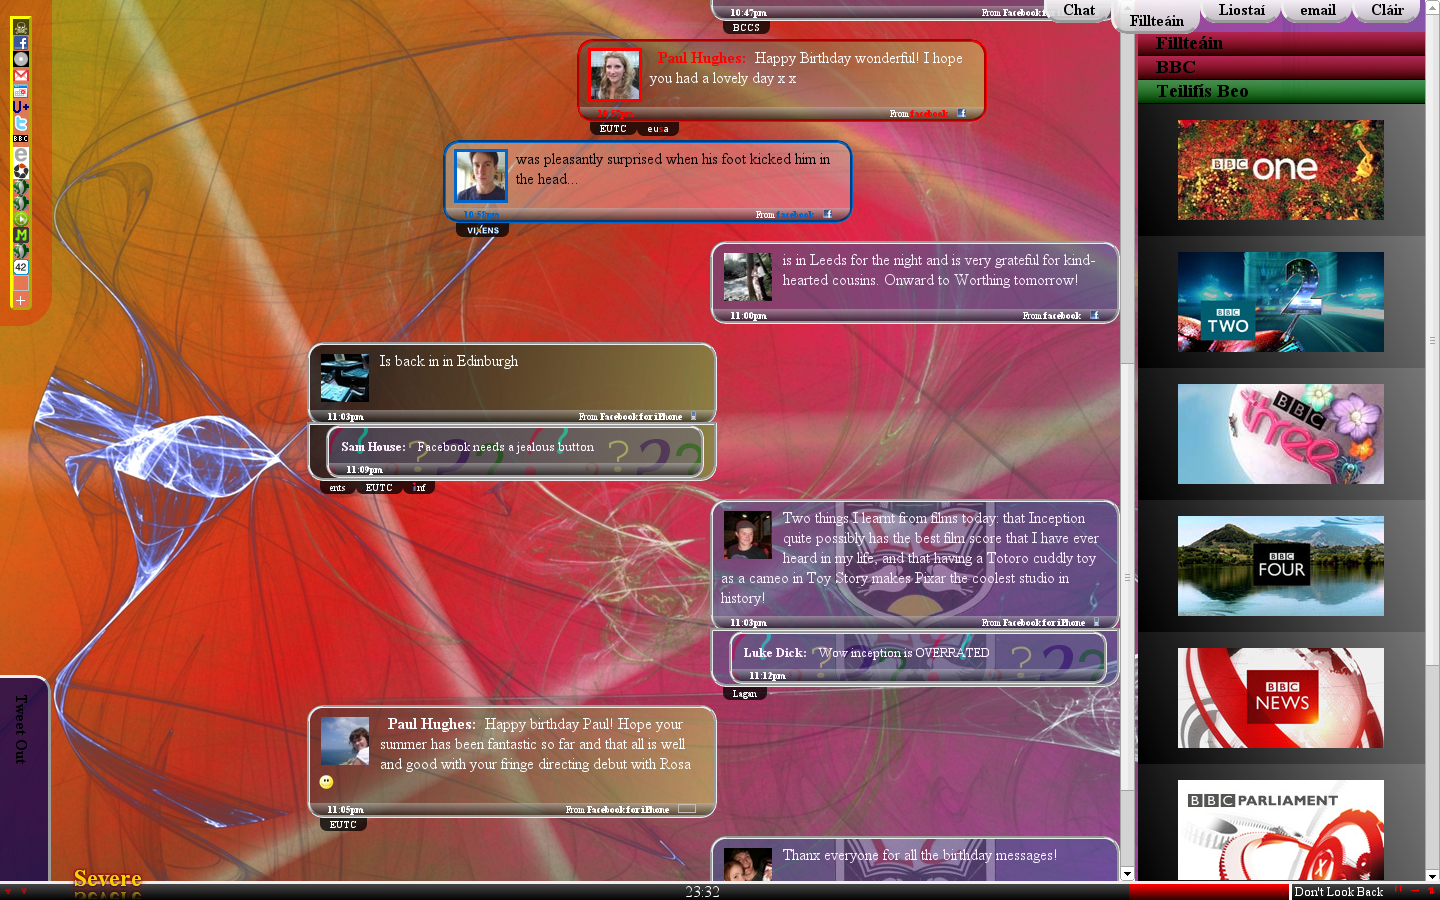 10:47pm
From Facebook for
BCCS
Chat
Fillteáin
Liostaí
email
Cláir
Paul Hughes: Happy Birthday wonderful! I hope
you had a lovely day x x
From facebook
EUTC
eusa
was pleasantly surprised when his foot kicked him in
the head...
10:58pm
From facebook
VIXENS
is in Leeds for the night and is very grateful for kind-
hearted cousins. Onward to Worthing tomorrow!
11:00pm
From facebook
Is back in in Edinburgh
11:03pm
From Facebook for iPhone
Sam House: Facebook needs a jealous button
11:09pm
ents
EUTC
inf
Two things I learnt from films today: that Inception
quite possibly has the best film score that I have ever
heard in my life, and that having a Totoro cuddly toy
as a cameo in Toy Story makes Pixar the coolest studio in
history!
11:03pm
From Facebook for iPhone
Luke Dick: Wow inception is OVERRATED
11:12pm
Lagan
Paul Hughes: Happy birthday Paul! Hope your
summer has been fantastic so far and that all is well
and good with your fringe directing debut with Rosa
11:05pm
From Facebook for iPhone
EUTC
Thanx everyone for all the birthday messages!
U+
BBC
42
Tweet Out
Severe
23:32
Don't Look Back
Fillteáin
BBC
Teilifís Beo
BBC one
BBC TWO
2
BBC three
BBC FOUR
BBC NEWS
BBC PARLIAMENT